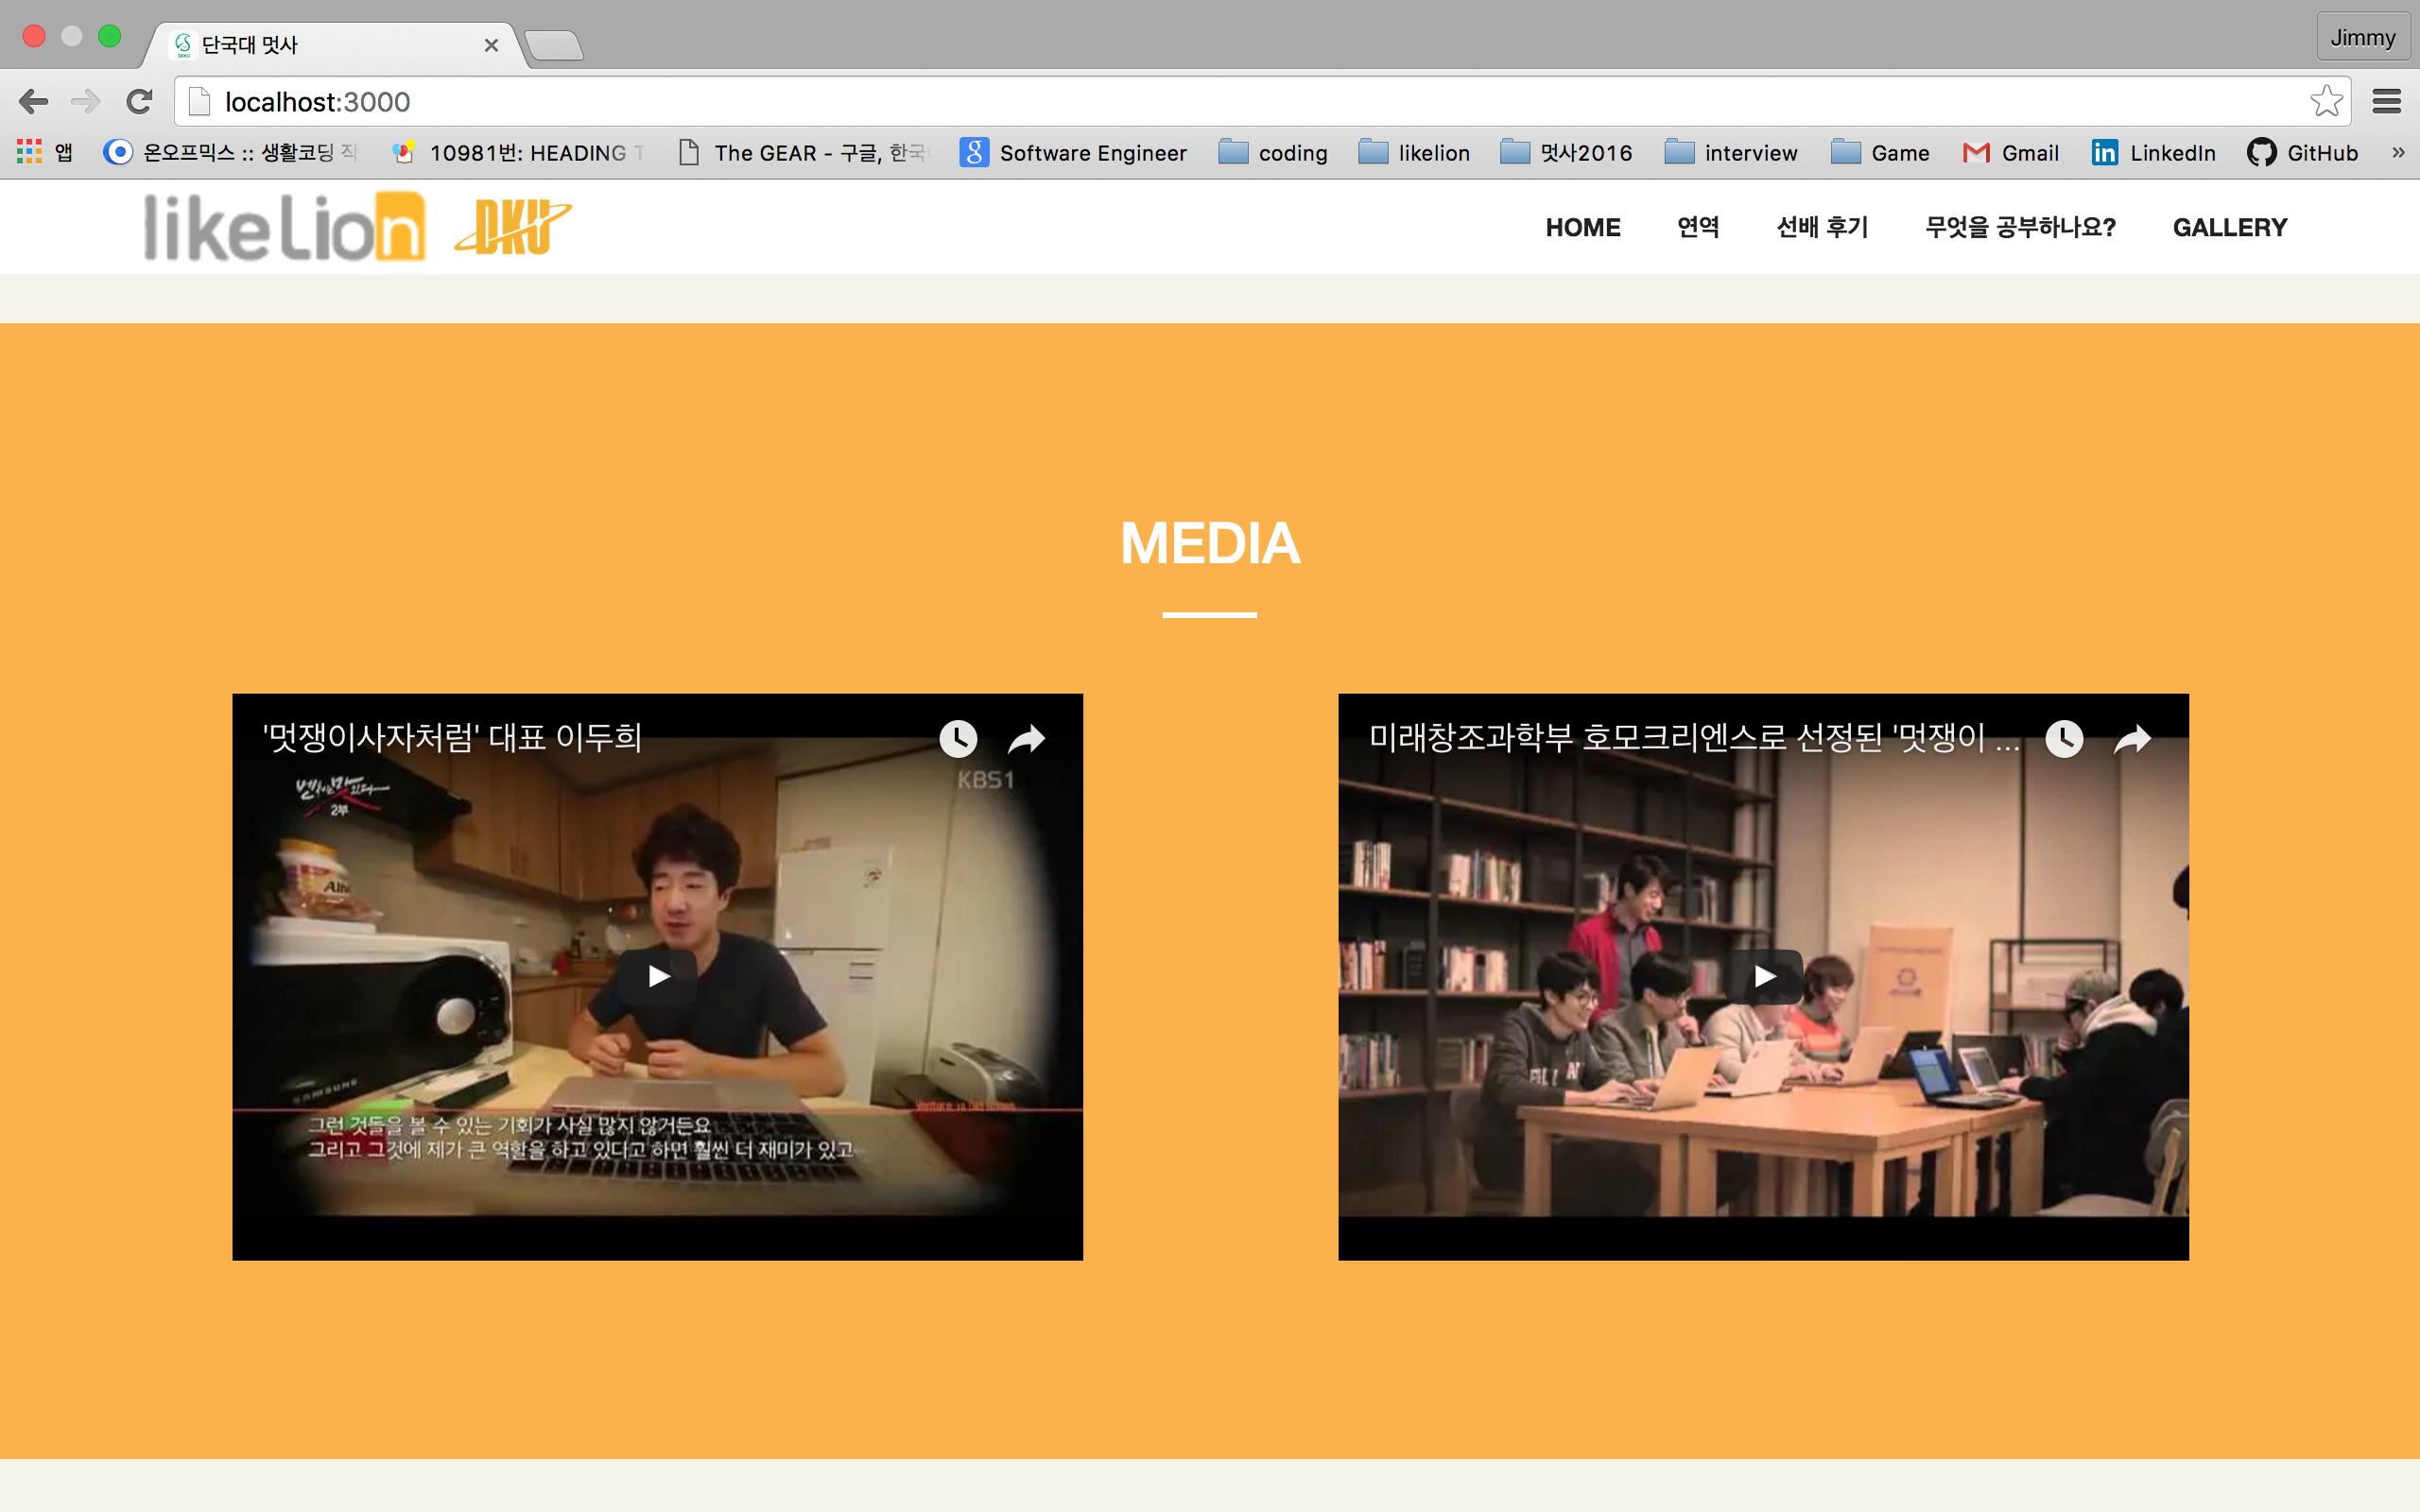 단국대 멋사
Jimmy
localhost:3000
앱
온오프믹스 :: 생활코딩 작
10981번: HEADING T
The GEAR - 구글, 한국
Software Engineer
coding
likelion
멋사2016
interview
Game
Gmail
LinkedIn
GitHub
»
likeLion
DKU
HOME
연역
선배 후기
무엇을 공부하나요?
GALLERY
MEDIA
'멋쟁이사자처럼' 대표 이두희
KBS1
2부
SAMSUNG
그런 것들을 볼 수 있는 기회가 사실 많지 않거든요
그리고 그것에 제가 큰 역할을 하고 있다고 하면 훨씬 더 재미가 있고
미래창조과학부 호모크리엔스로 선정된 '멋쟁이 ...